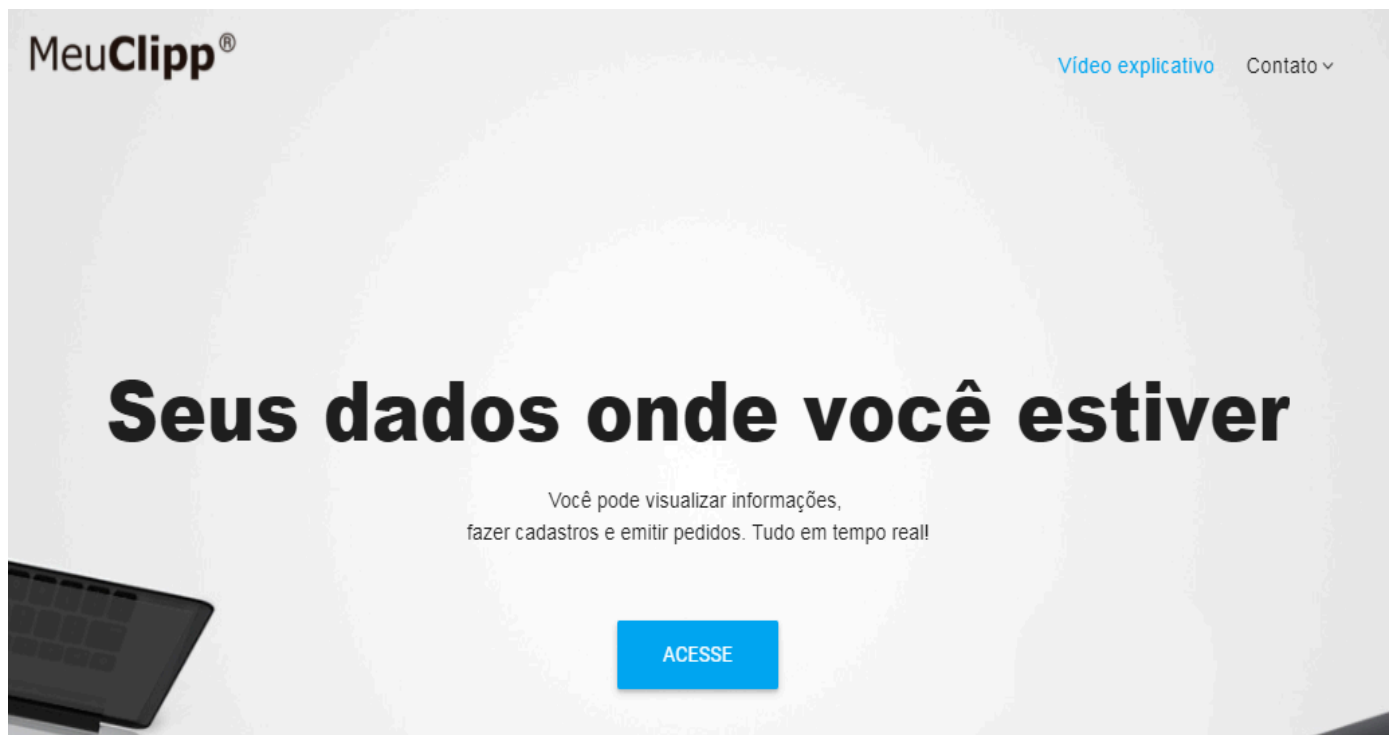 MeuClipp®
Vídeo explicativo Contato
Seus dados onde você estiver
Você pode visualizar informações,
fazer cadastros e emitir pedidos. Tudo em tempo real!
ACESSE